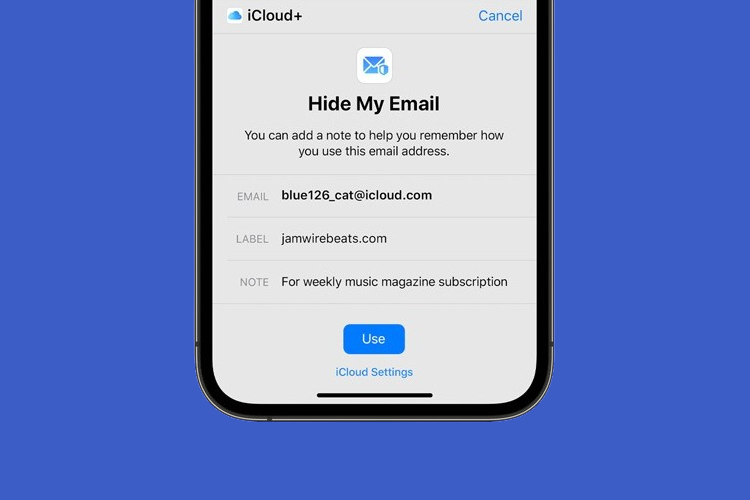 iCloud+ Cancel
Hide My Email
You can add a note to help you remember how
you use this email address.
EMAIL blue126_cat@icloud.com
LABEL jamwirebeats.com
NOTE For weekly music magazine subscription
Use
iCloud Settings